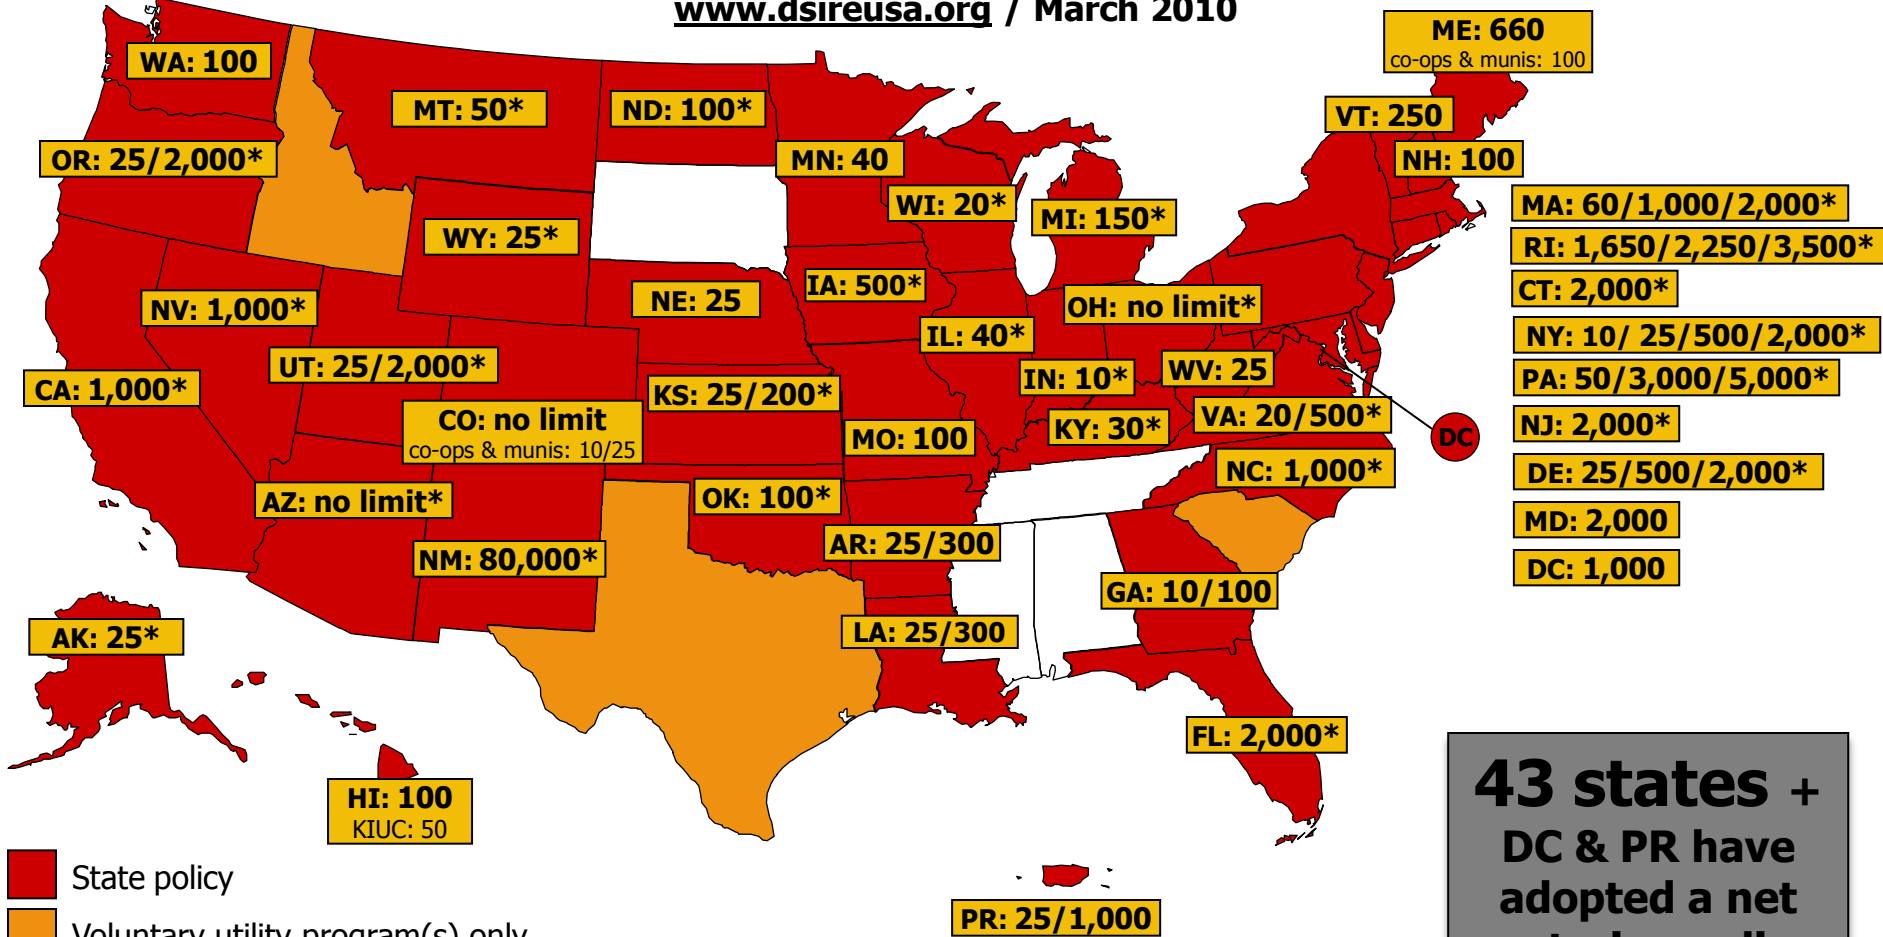 www.dsireusa.org / March 2010
ME: 660
co-ops & munis: 100
WA: 100
MT: 50*
ND: 100*
VT: 250
OR: 25/2,000*
MN: 40
NH: 100
WI: 20*
MI: 150*
MA: 60/1,000/2,000*
WY: 25*
RI: 1,650/2,250/3,500*
IA: 500*
CT: 2,000*
NV: 1,000*
NE: 25
OH: no limit*
IL: 40*
NY: 10/ 25/500/2,000*
UT: 25/2,000*
CA: 1,000*
KS: 25/200*
IN: 10*
WV: 25
PA: 50/3,000/5,000*
CO: no limit
co-ops & munis: 10/25
MO: 100
KY: 30*
VA: 20/500*
DC
NJ: 2,000*
NC: 1,000*
DE: 25/500/2,000*
AZ: no limit*
OK: 100*
MD: 2,000
NM: 80,000*
AR: 25/300
DC: 1,000
GA: 10/100
AK: 25*
LA: 25/300
FL: 2,000*
HI: 100
KIUC: 50
43 states +
DC & PR have
adopted a net
State policy
PR: 25/1,000
Voluntary utility program(s) only